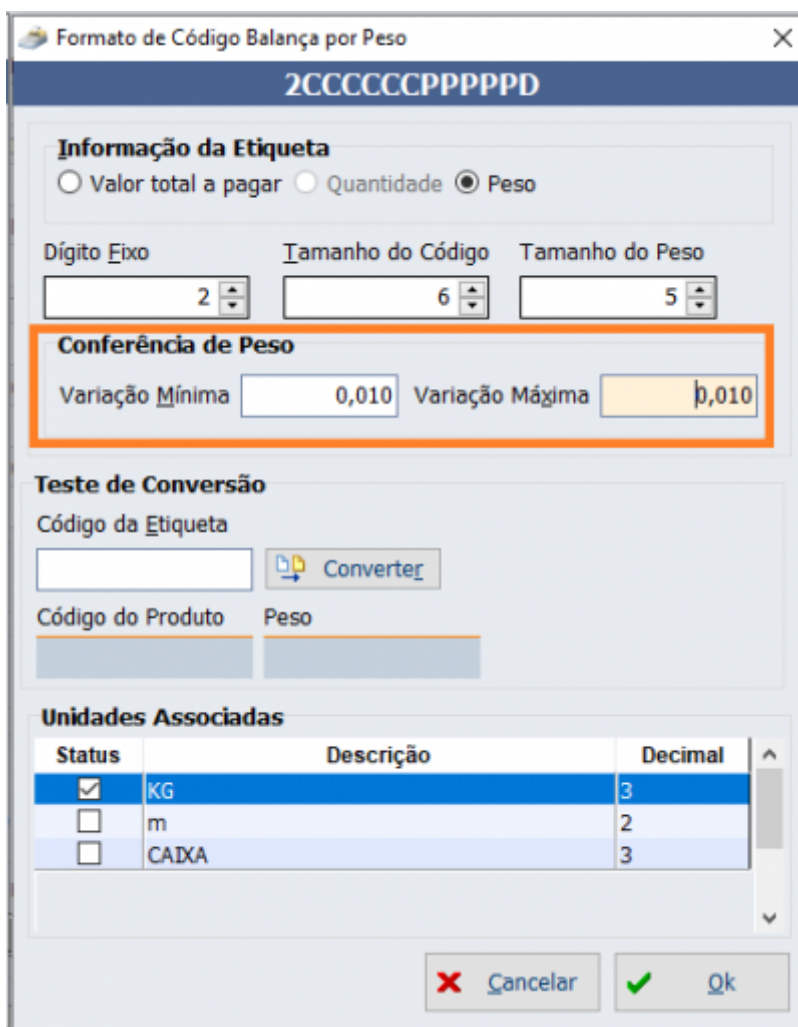 Formato de Código Balança por Peso
2CCCCCCPPPPPD
Informação da Etiqueta
Valor total a pagar Quantidade Peso
Dígito Fixo Tamanho do Código Tamanho do Peso
2 6 5
Conferência de Peso
Variação Mínima 0,010 Variação Máxima 0,010
Teste de Conversão
Código da Etiqueta
Converter
Código do Produto Peso
Unidades Associadas
Status Descrição Decimal
KG 3
m 2
CAIXA 3
Cancelar Ok